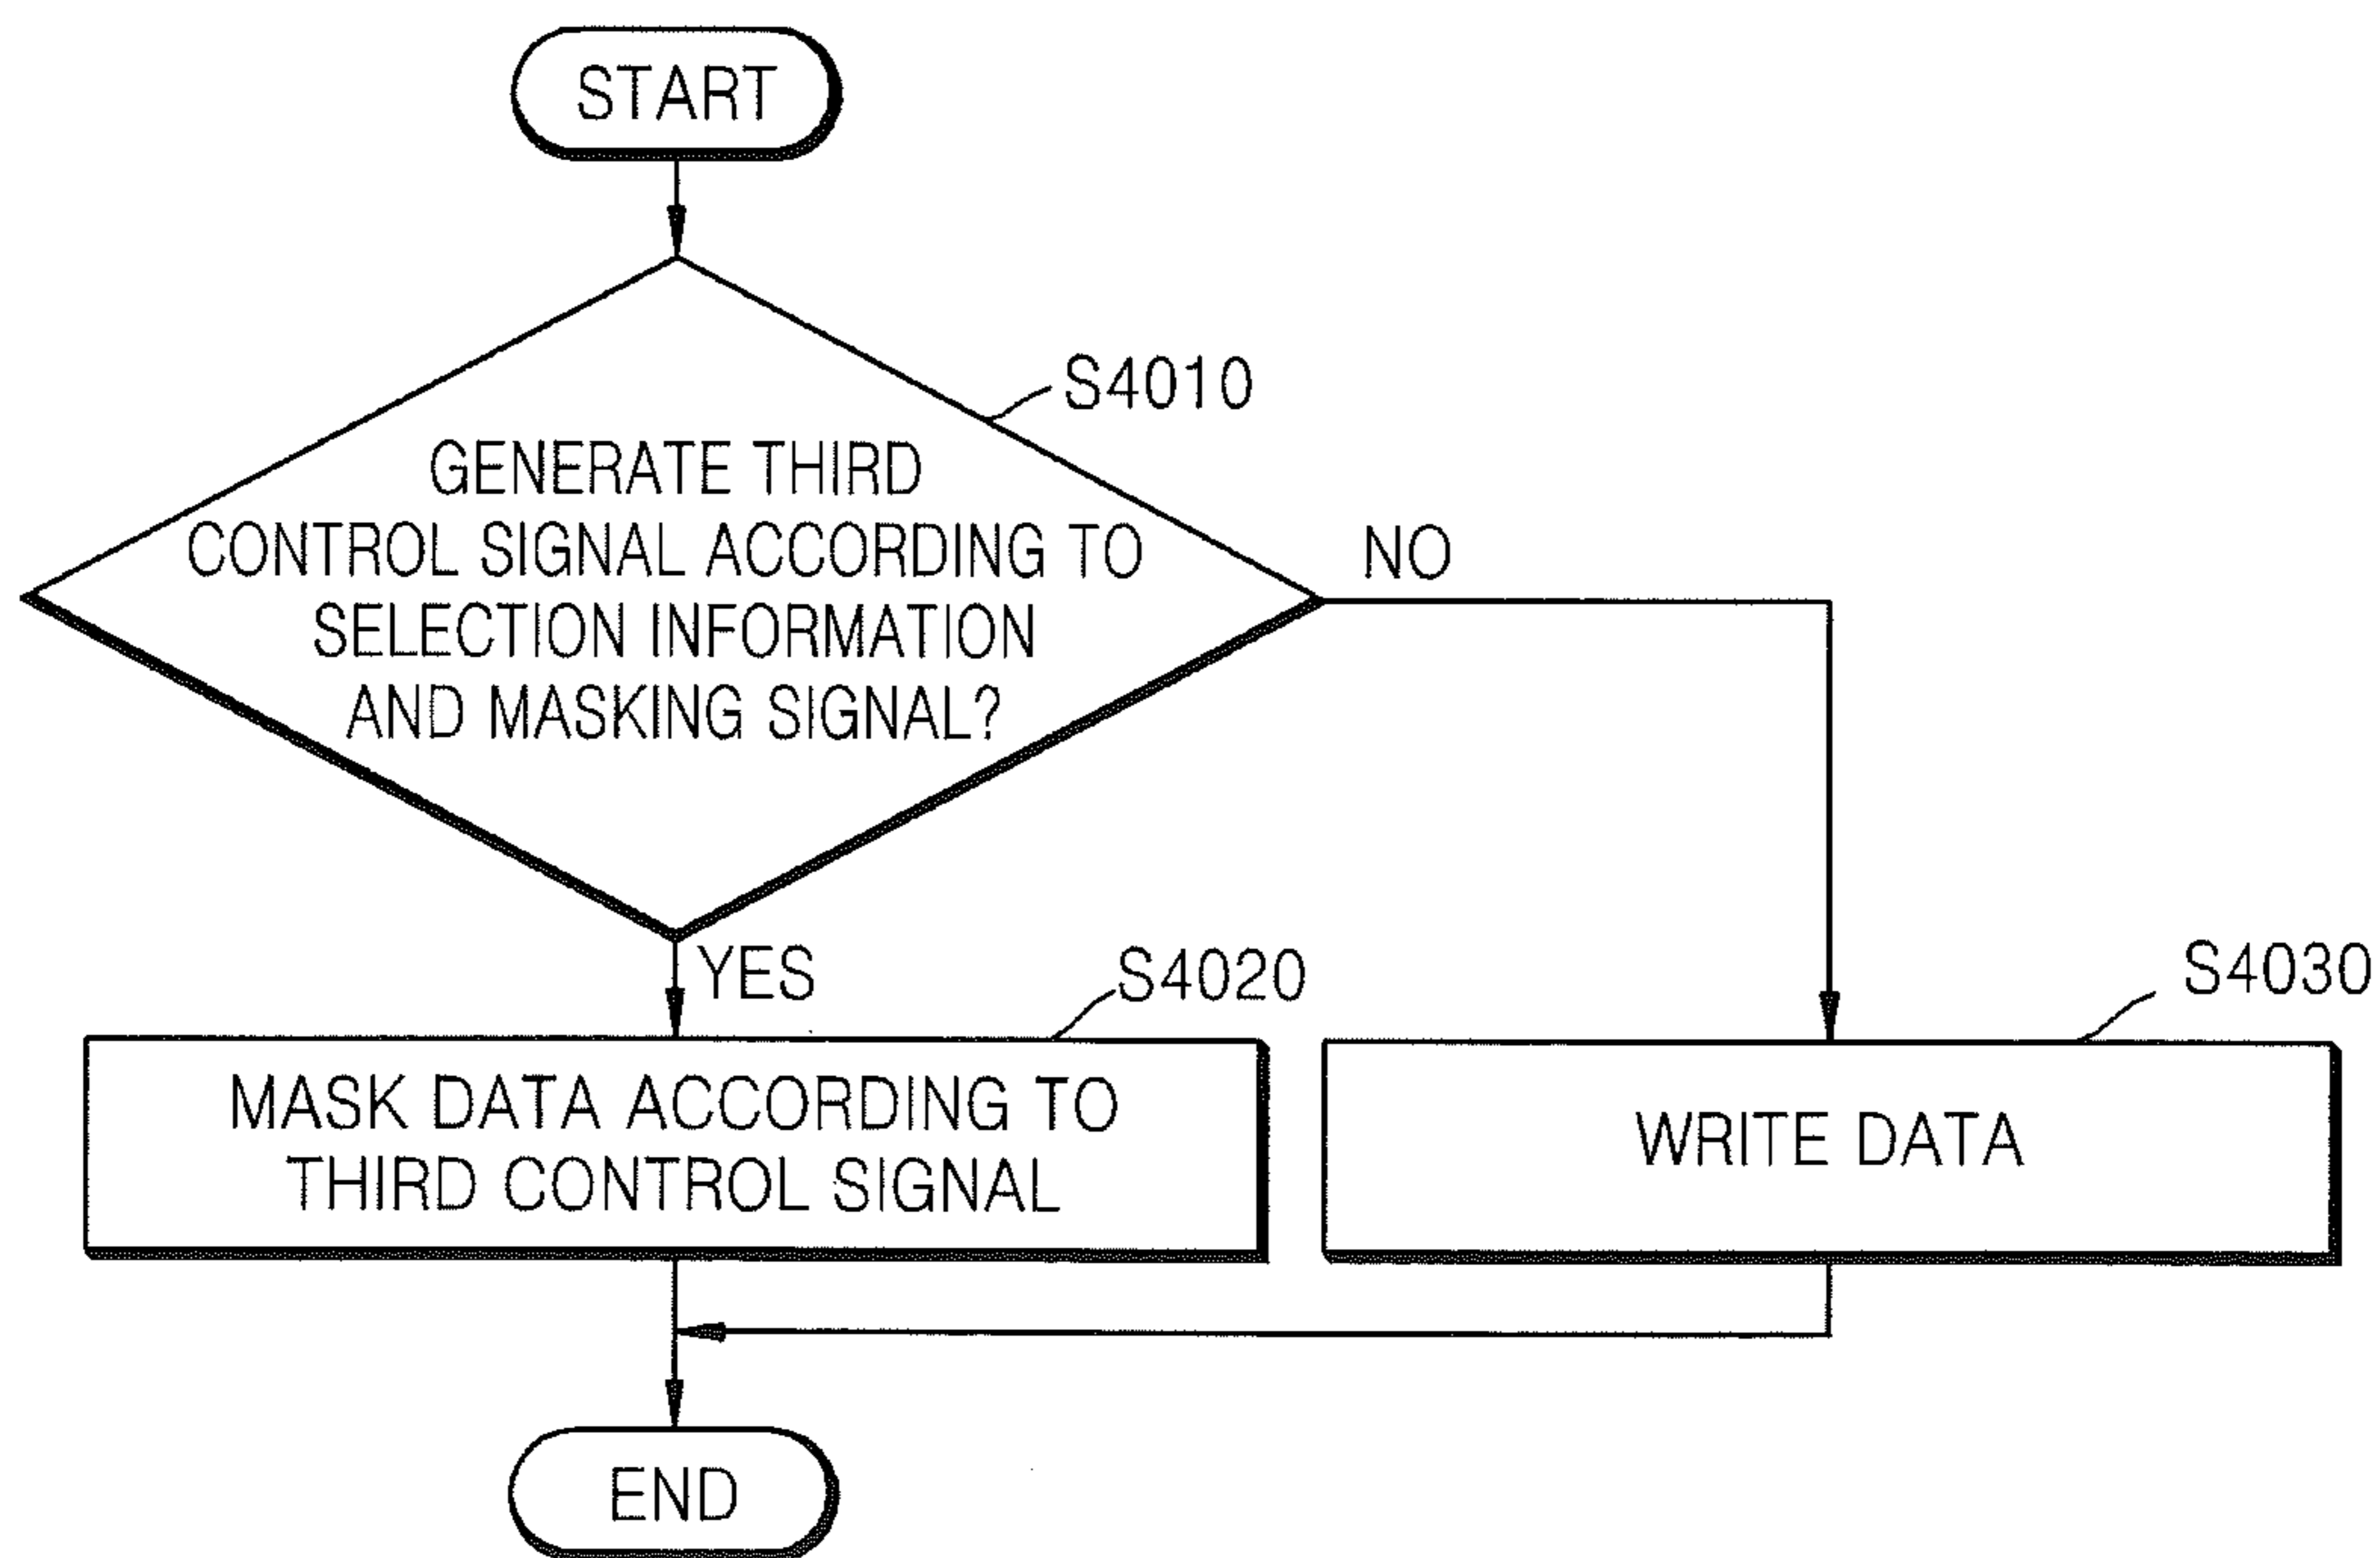 START
S4010
GENERATE THIRD
CONTROL SIGNAL ACCORDING TO
SELECTION INFORMATION
AND MASKING SIGNAL?
NO
YES
S4020
S4030
MASK DATA ACCORDING TO
THIRD CONTROL SIGNAL
WRITE DATA
END